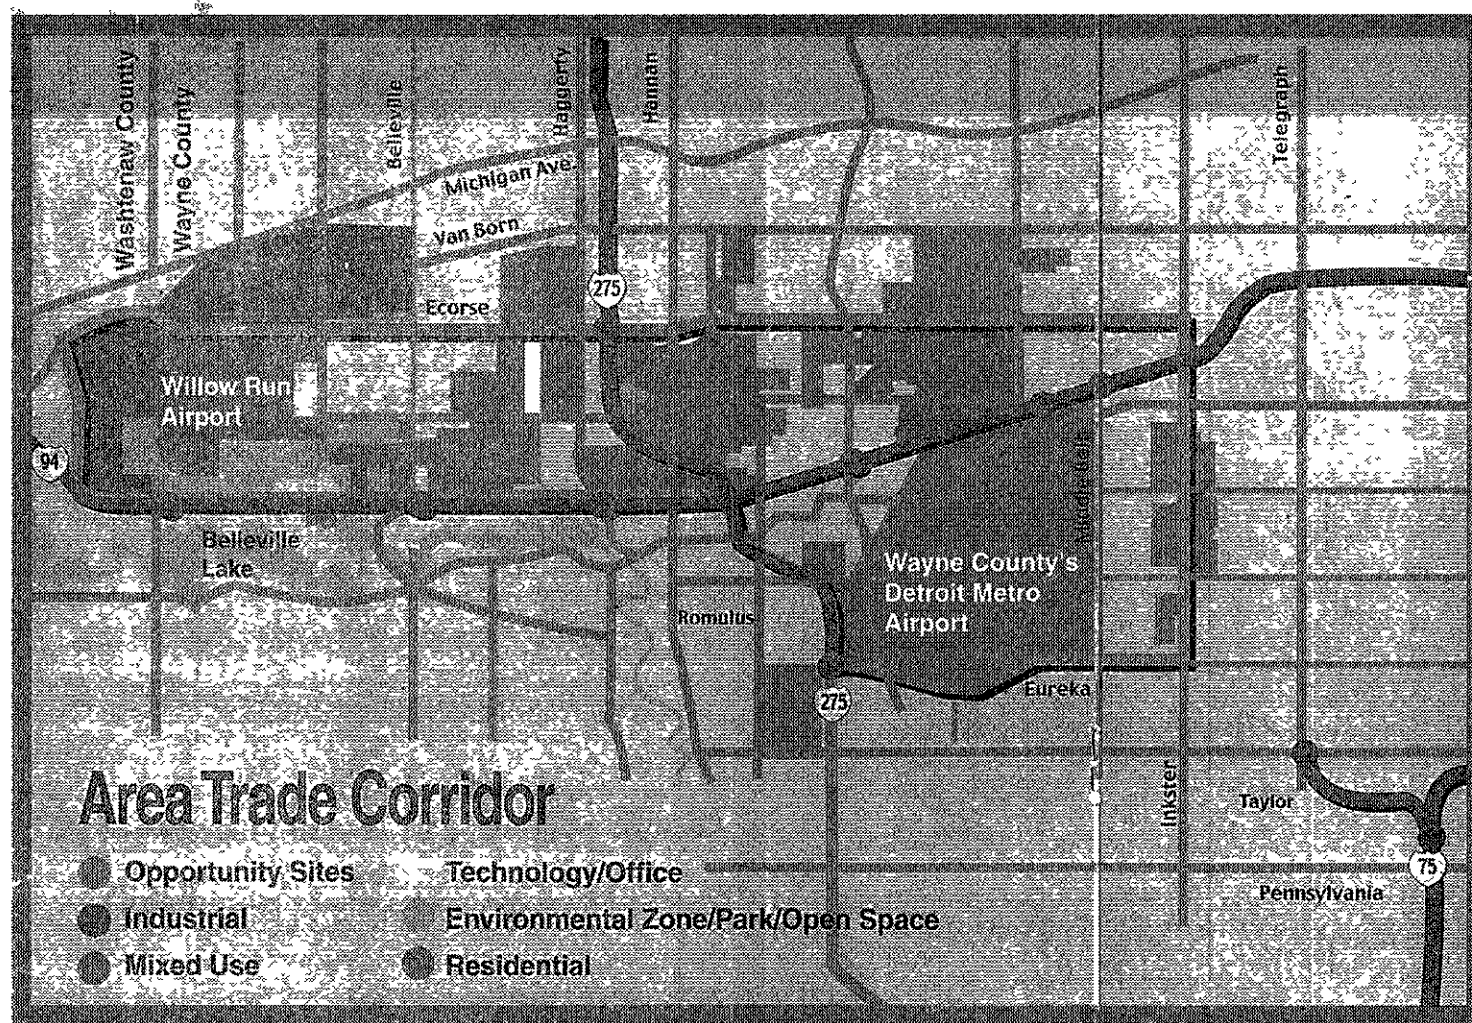 Washtenaw County
Wayne County
Belleville
Haggerty
Hannan
Telegraph
Michigan Ave.
Van Born
275
Ecorse
Willow Run
Airport
94
Middle Belt
Belleville
Lake
Wayne County's
Detroit Metro
Airport
Romulus
Eureka
275
Area Trade Corridor
Inkster
Taylor
75
Pennsylvania
Opportunity Sites
Technology/Office
Industrial
Environmental Zone/Park/Open Space
Mixed Use
Residential